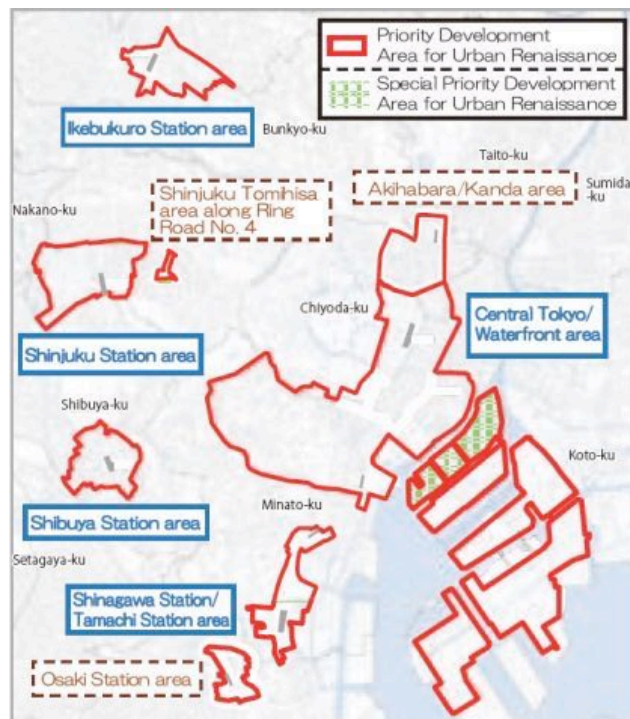 Priority Development
Area for Urban Renaissance
Special Priority Development
Area for Urban Renaissance
Ikebukuro Station area
Bunkyo-ku
Taito-ku
Shinjuku Tomihisa
area along Ring
Road No. 4
Akihabara/Kanda area
Sumida
-ku
Nakano-ku
Chiyoda-ku
Central Tokyo/
Waterfront area
Shinjuku Station area
Shibuya-ku
Koto-ku
Minato-ku
Shibuya Station area
Setagaya-ku
Shinagawa Station/
Tamachi Station area
Osaki Station area